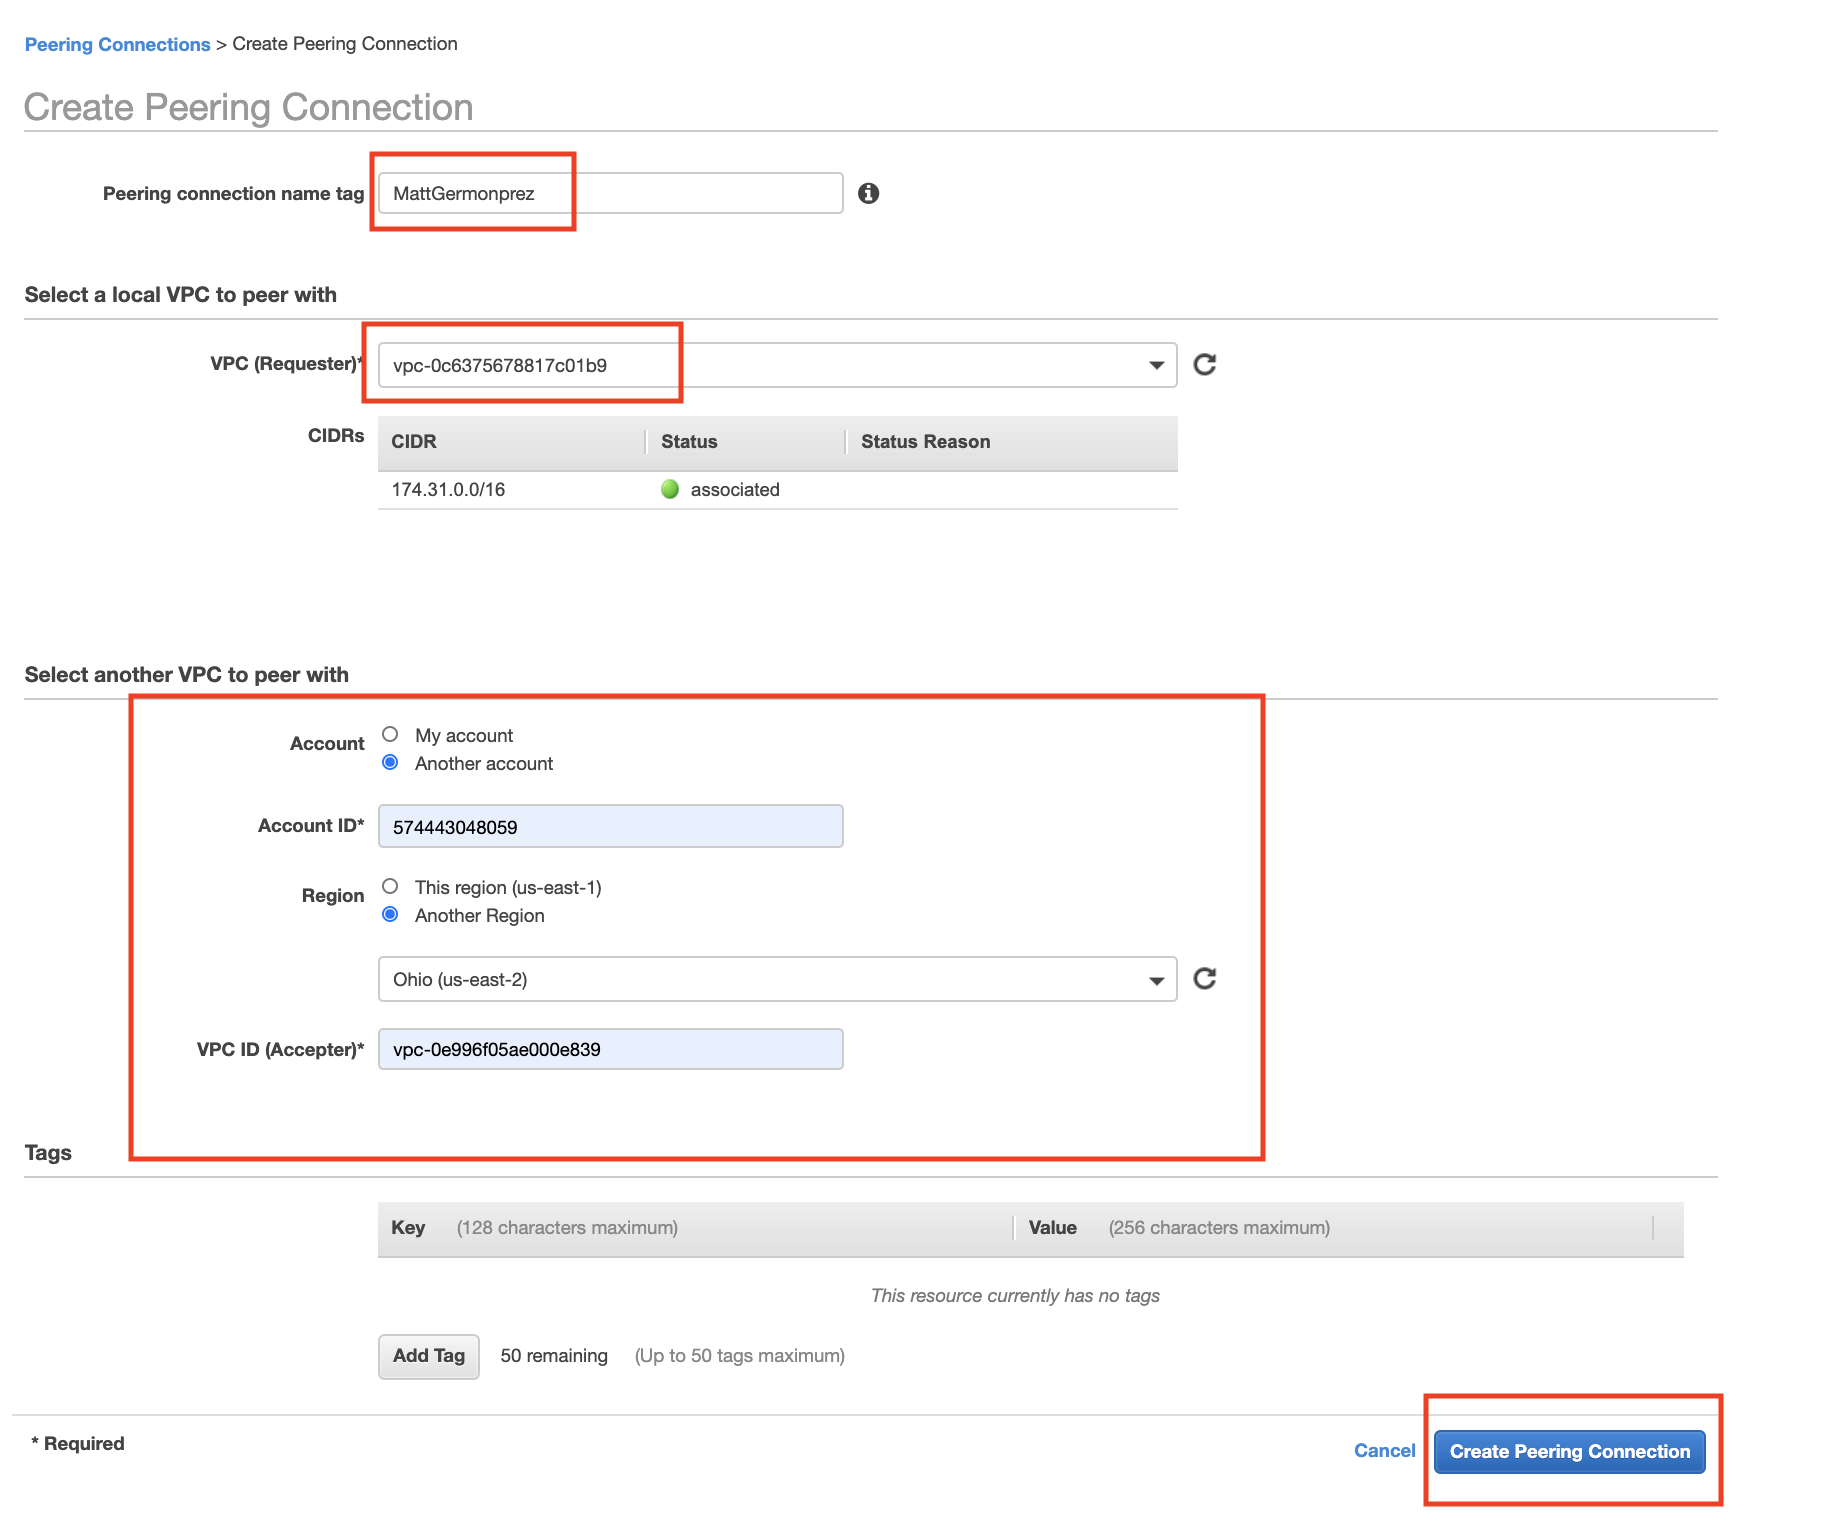 Peering Connections > Create Peering Connection
Create Peering Connection
Peering connection name tag MattGermonprez
Select a local VPC to peer with
VPC (Requester)* vpc-0c6375678817c01b9
CIDRs CIDR Status Status Reason
174.31.0.0/16 associated
Select another VPC to peer with
Account My account
Another account
Account ID* 574443048059
Region This region (us-east-1)
Another Region
Ohio (us-east-2)
VPC ID (Accepter)* vpc-0e996f05ae000e839
Tags
Key (128 characters maximum) Value (256 characters maximum)
This resource currently has no tags
Add Tag 50 remaining (Up to 50 tags maximum)
* Required Cancel Create Peering Connection